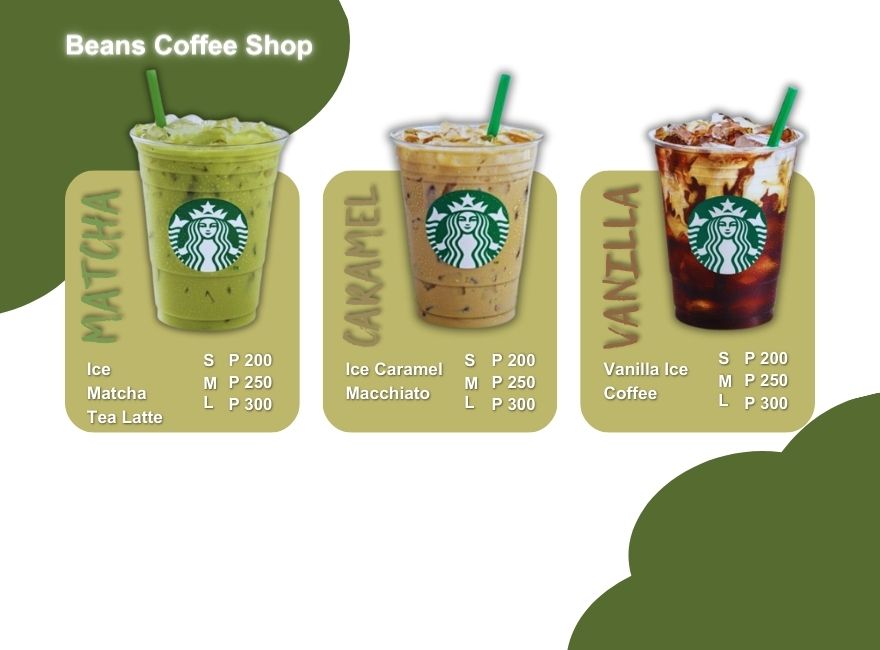 Beans Coffee Shop
MATCHA
Ice
Matcha
Tea Latte
S P 200
M P 250
L P 300
CARAMEL
Ice Caramel
Macchiato
S P 200
M P 250
L P 300
VANILLA
Vanilla Ice
Coffee
S P 200
M P 250
L P 300